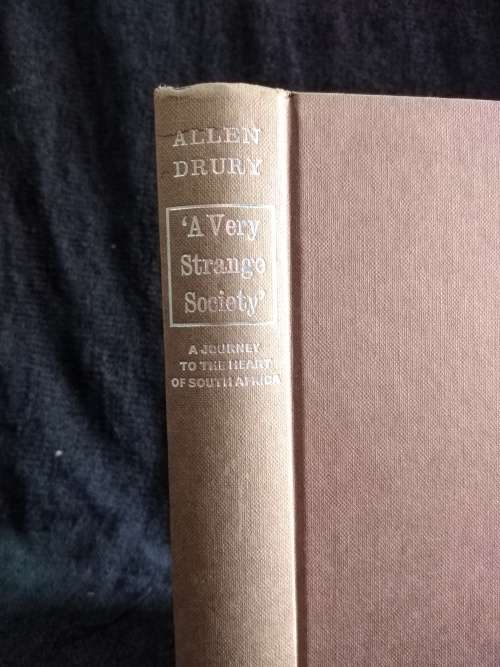 ALLEN
DRURY
'A Very
Strange
Society'
A JOURNEY
TO THE HEART
OF SOUTH AFRICA